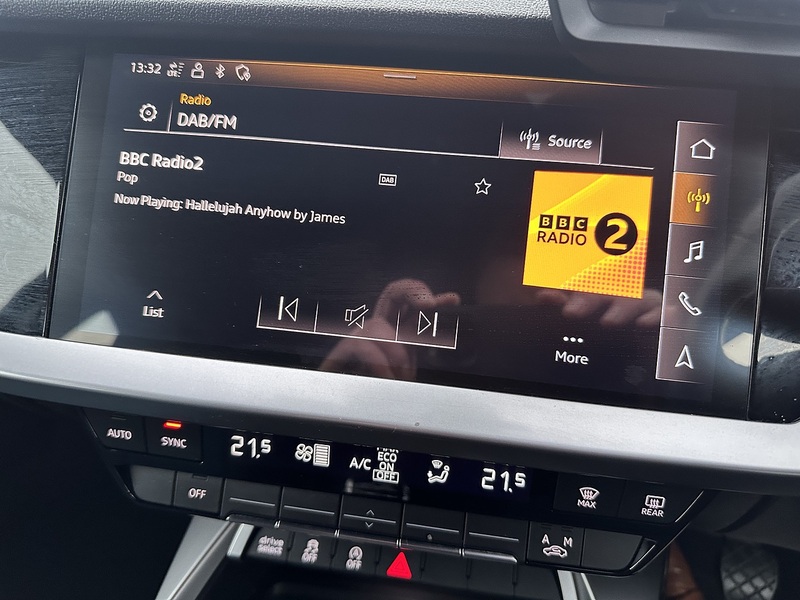 13:32
Radio
DAB/FM
Source
BBC Radio2
Pop
DAB
Now Playing: Hallelujah Anyhow by James
BBC
RADIO 2
List
More
AUTO
SYNC
21.5
A/C
MAX
ECO
ON
OFF
21.5
OFF
MAX
REAR
drive
select
OFF
OFF
A M